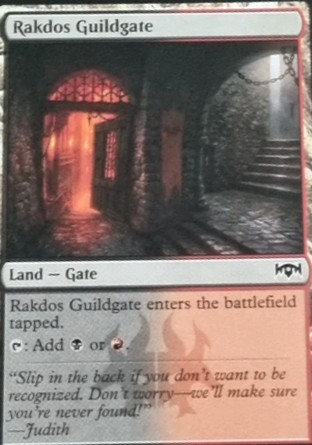 Rakdos Guildgate
Land — Gate
Rakdos Guildgate enters the battlefield
tapped.
: Add or .
"Slip in the back if you don't want to be
recognized. Don't worry—we'll make sure
you're never found!"
—Judith